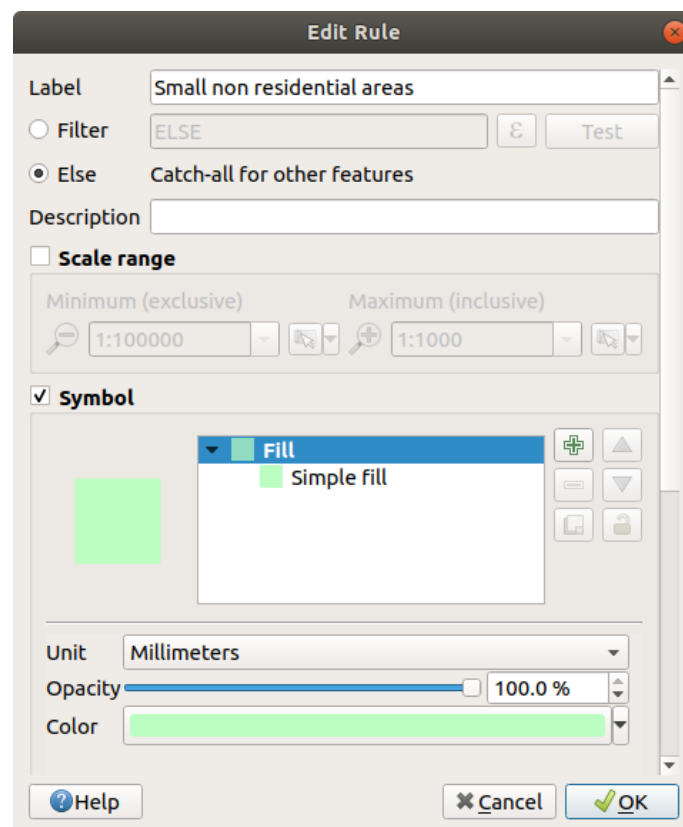 Edit Rule
Label Small non residential areas
Filter ELSE ε Test
Else Catch-all for other features
Description
Scale range
Minimum (exclusive) Maximum (inclusive)
1:100000 1:1000
Symbol
Fill
Simple fill
Unit Millimeters
Opacity 100.0 %
Color
Help Cancel OK